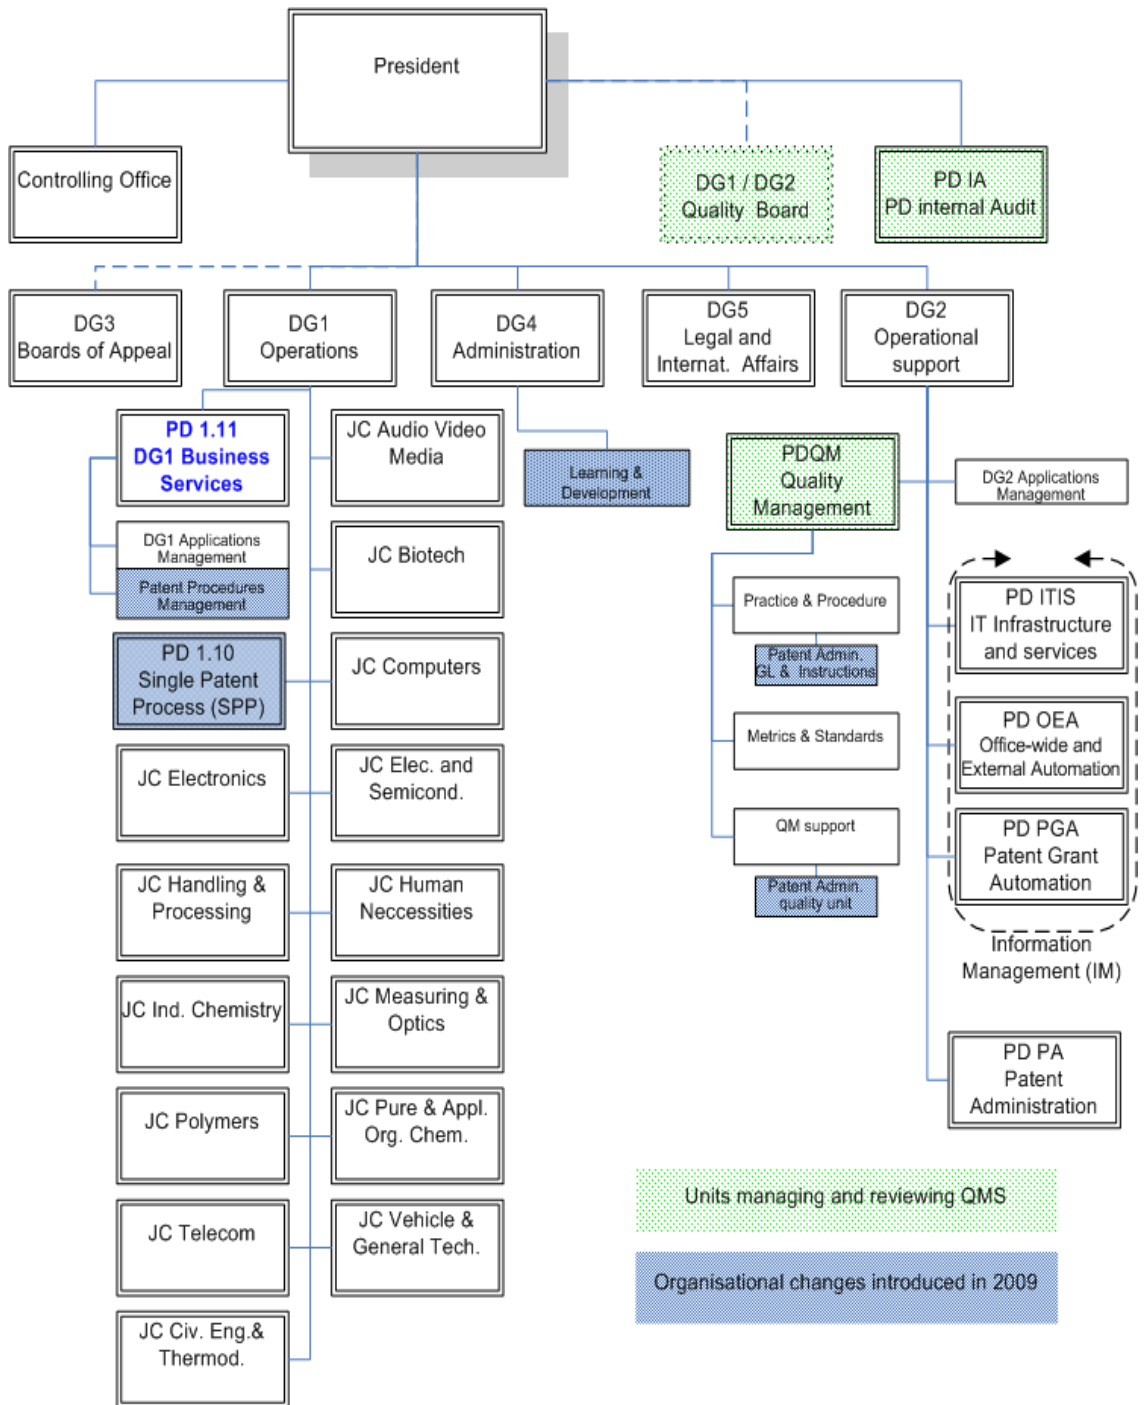 President
Controlling Office
DG1 / DG2
Quality Board
PD IA
PD internal Audit
DG3
Boards of Appeal
DG1
Operations
DG4
Administration
DG5
Legal and
Internat. Affairs
DG2
Operational
support
PD 1.11
DG1 Business
Services
JC Audio Video
Media
Learning &
Development
PDQM
Quality
Management
DG2 Applications
Management
DG1 Applications
Management
Patent Procedures
Management
JC Biotech
Practice & Procedure
Patent Admin.
GL & Instructions
PD ITIS
IT Infrastructure
and services
PD 1.10
Single Patent
Process (SPP)
JC Computers
Metrics & Standards
PD OEA
Office-wide and
External Automation
JC Electronics
JC Elec. and
Semicond.
QM support
Patent Admin.
quality unit
PD PGA
Patent Grant
Automation
JC Handling &
Processing
JC Human
Neccessities
Information
Management (IM)
JC Ind. Chemistry
JC Measuring &
Optics
PD PA
Patent
Administration
JC Polymers
JC Pure & Appl.
Org. Chem.
Units managing and reviewing QMS
JC Telecom
JC Vehicle &
General Tech.
Organisational changes introduced in 2009
JC Civ. Eng.&
Thermod.